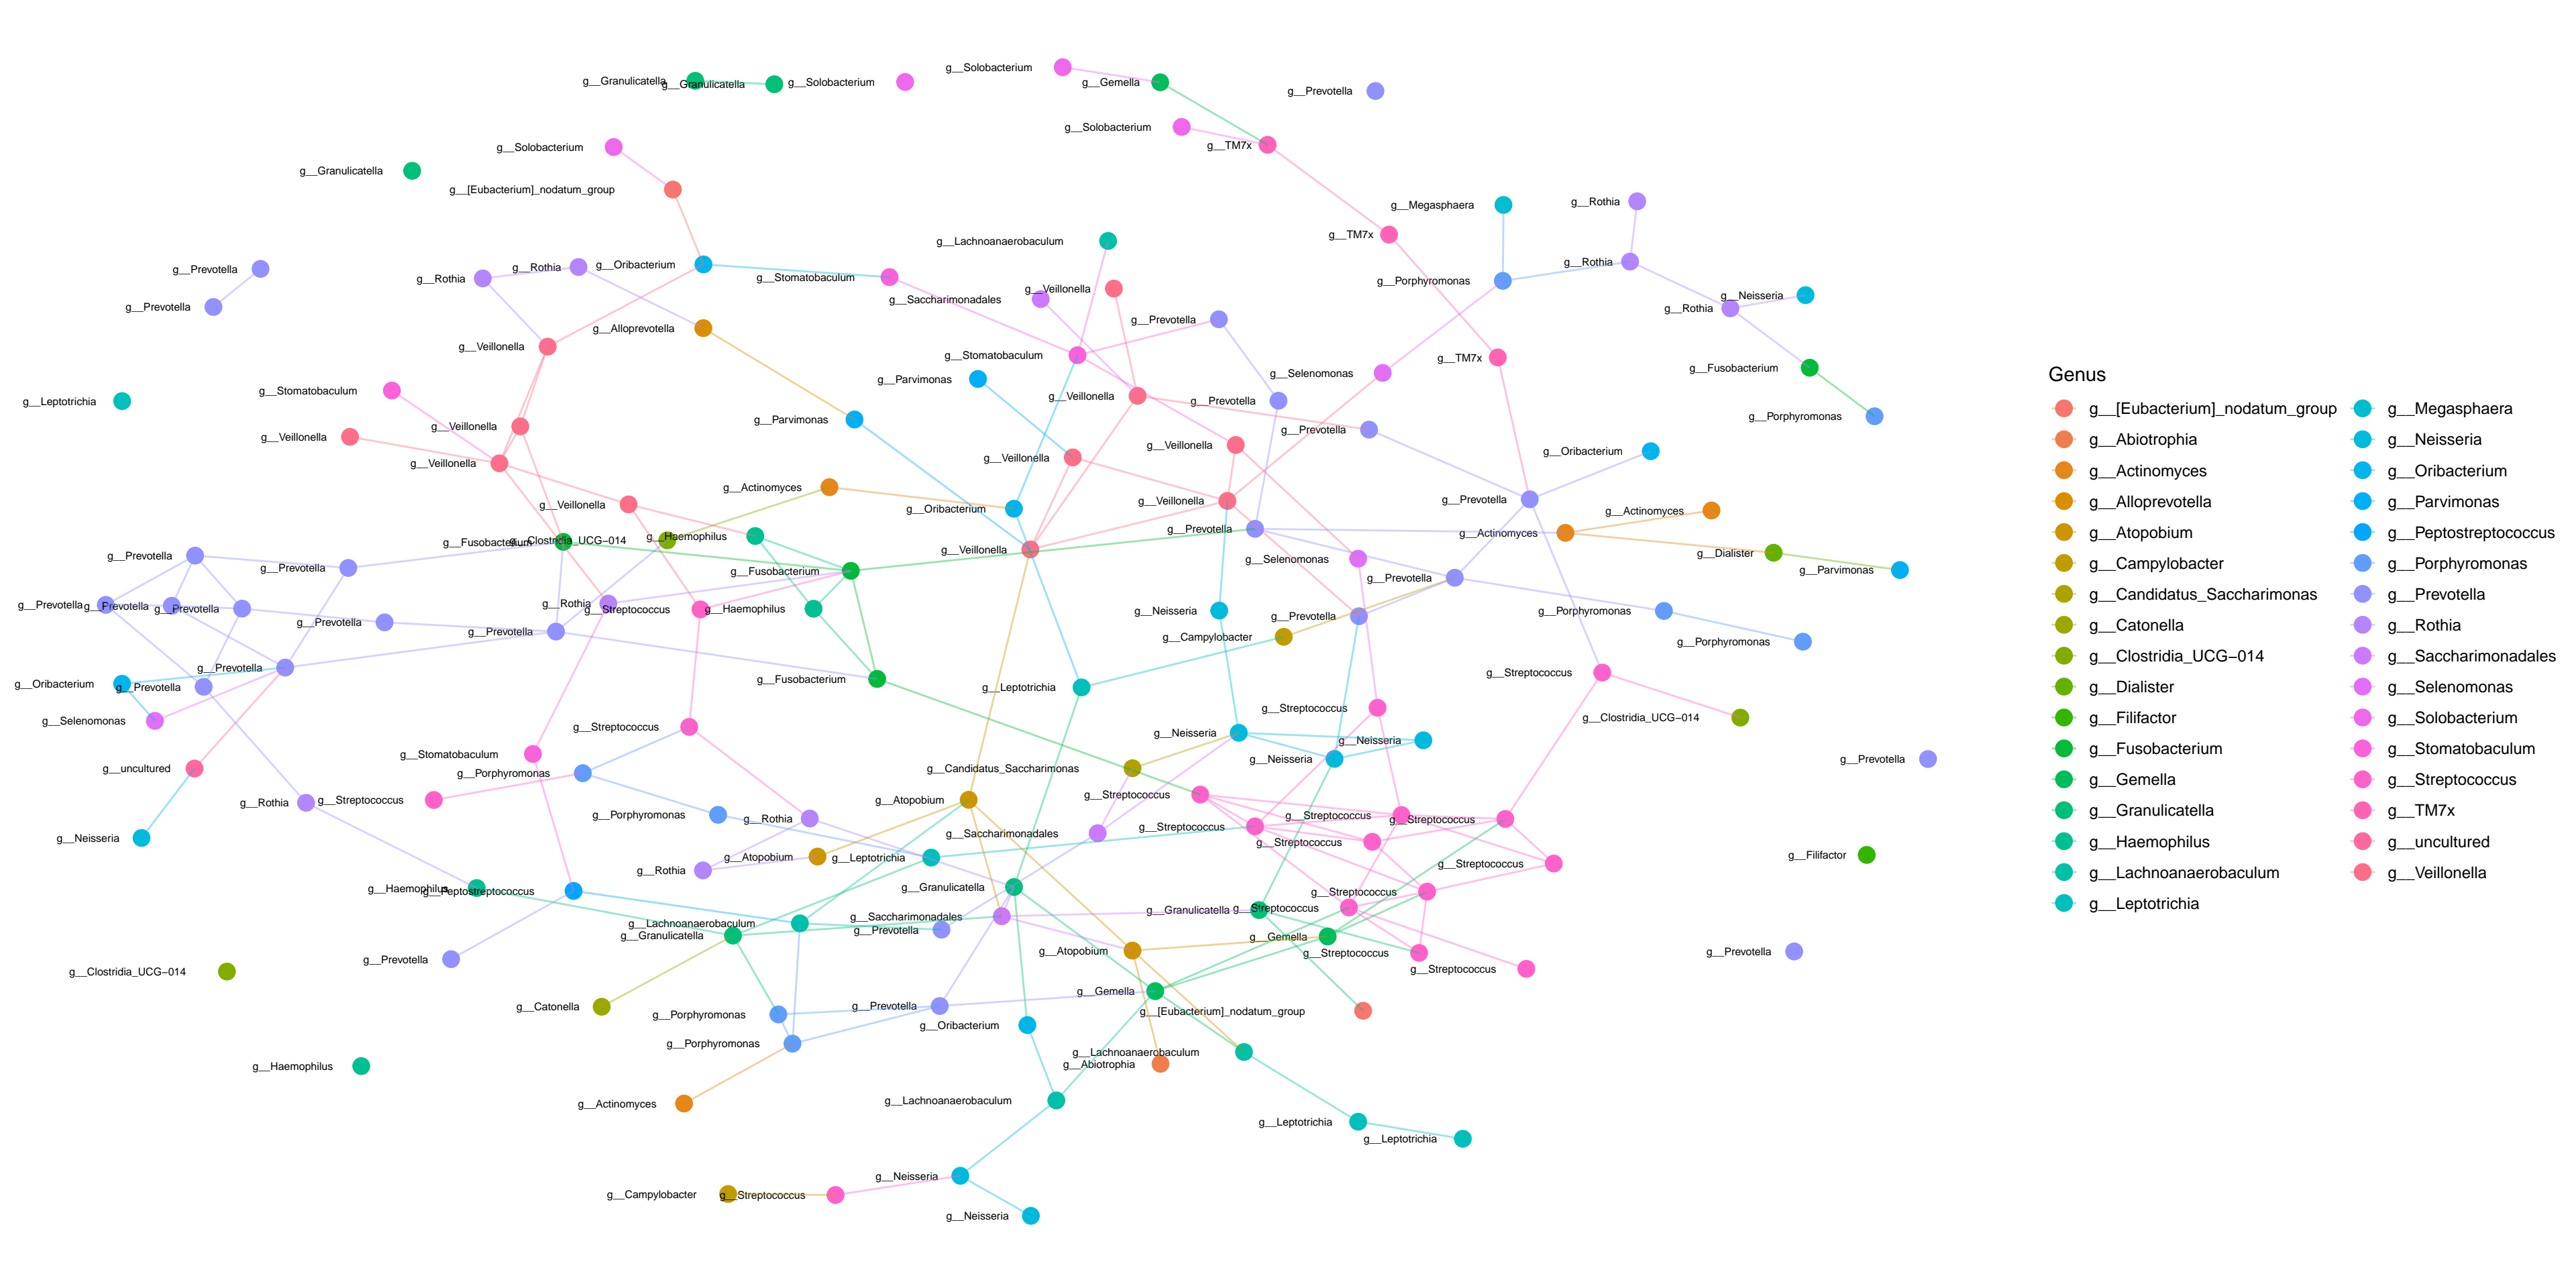 g__Solobacterium
g__Granulicatella
g__Granulicatella
g__Solobacterium
g__Gemella
g__Prevotella
g__Solobacterium
g__TM7x
g__Solobacterium
g__Granulicatella
g__[Eubacterium]_nodatum_group
g__Rothia
g__Megasphaera
g__TM7x
g__Lachnoanaerobaculum
g__Rothia
g__Oribacterium
g__Rothia
g__Prevotella
g__Rothia
g__Stomatobaculum
g__Porphyromonas
g__Veillonella
g__Neisseria
g__Saccharimonadales
g__Prevotella
g__Rothia
g__Prevotella
g__Alloprevotella
g__Veillonella
g__Stomatobaculum
g__TM7x
g__Fusobacterium
g__Selenomonas
g__Parvimonas
g__Stomatobaculum
g__Veillonella
g__Leptotrichia
g__Prevotella
g__Porphyromonas
g__Parvimonas
g__Veillonella
g__Prevotella
g__Veillonella
g__Veillonella
g__Oribacterium
g__Veillonella
g__Veillonella
g__Actinomyces
g__Prevotella
g__Veillonella
g__Veillonella
g__Oribacterium
g__Actinomyces
g__Prevotella
g__Actinomyces
g__Haemophilus
g__Fusobacterium
g__Clostridia_UCG−014
g__Veillonella
g__Dialister
g__Prevotella
g__Selenomonas
g__Prevotella
g__Fusobacterium
g__Parvimonas
g__Prevotella
g__Rothia
g__Prevotella
g__Prevotella
g__Prevotella
g__Streptococcus
g__Haemophilus
g__Neisseria
g__Porphyromonas
g__Prevotella
g__Prevotella
g__Prevotella
g__Campylobacter
g__Porphyromonas
g__Prevotella
g__Streptococcus
g__Fusobacterium
g__Oribacterium
g__Prevotella
g__Leptotrichia
g__Streptococcus
g__Selenomonas
g__Clostridia_UCG−014
g__Streptococcus
g__Neisseria
g__Neisseria
g__Stomatobaculum
g__Neisseria
g__Prevotella
g__uncultured
g__Candidatus_Saccharimonas
g__Porphyromonas
g__Streptococcus
g__Rothia
g__Streptococcus
g__Atopobium
g__Porphyromonas
g__Streptococcus
g__Rothia
g__Streptococcus
g__Streptococcus
g__Saccharimonadales
g__Neisseria
g__Streptococcus
g__Filifactor
g__Atopobium
g__Leptotrichia
g__Streptococcus
g__Rothia
g__Granulicatella
g__Haemophilus
g__Peptostreptococcus
g__Streptococcus
g__Streptococcus
g__Granulicatella
g__Saccharimonadales
g__Lachnoanaerobaculum
g__Prevotella
g__Granulicatella
g__Gemella
g__Atopobium
g__Prevotella
g__Streptococcus
g__Prevotella
g__Streptococcus
g__Clostridia_UCG−014
g__Gemella
g__Catonella
g__Prevotella
g__[Eubacterium]_nodatum_group
g__Porphyromonas
g__Oribacterium
g__Porphyromonas
g__Lachnoanaerobaculum
g__Abiotrophia
g__Haemophilus
g__Lachnoanaerobaculum
g__Actinomyces
g__Leptotrichia
g__Leptotrichia
g__Neisseria
g__Campylobacter
g__Streptococcus
g__Neisseria
Genus
g__[Eubacterium]_nodatum_group
g__Abiotrophia
g__Actinomyces
g__Alloprevotella
g__Atopobium
g__Campylobacter
g__Candidatus_Saccharimonas
g__Catonella
g__Clostridia_UCG−014
g__Dialister
g__Filifactor
g__Fusobacterium
g__Gemella
g__Granulicatella
g__Haemophilus
g__Lachnoanaerobaculum
g__Leptotrichia
g__Megasphaera
g__Neisseria
g__Oribacterium
g__Parvimonas
g__Peptostreptococcus
g__Porphyromonas
g__Prevotella
g__Rothia
g__Saccharimonadales
g__Selenomonas
g__Solobacterium
g__Stomatobaculum
g__Streptococcus
g__TM7x
g__uncultured
g__Veillonella